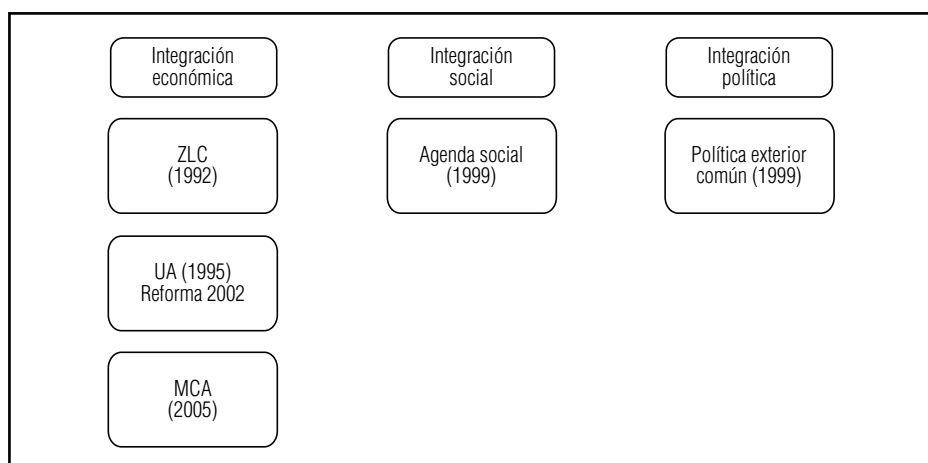 Integración
económica
Integración
social
Integración
política
ZLC
(1992)
Agenda social
(1999)
Política exterior
común (1999)
UA (1995)
Reforma 2002
MCA
(2005)